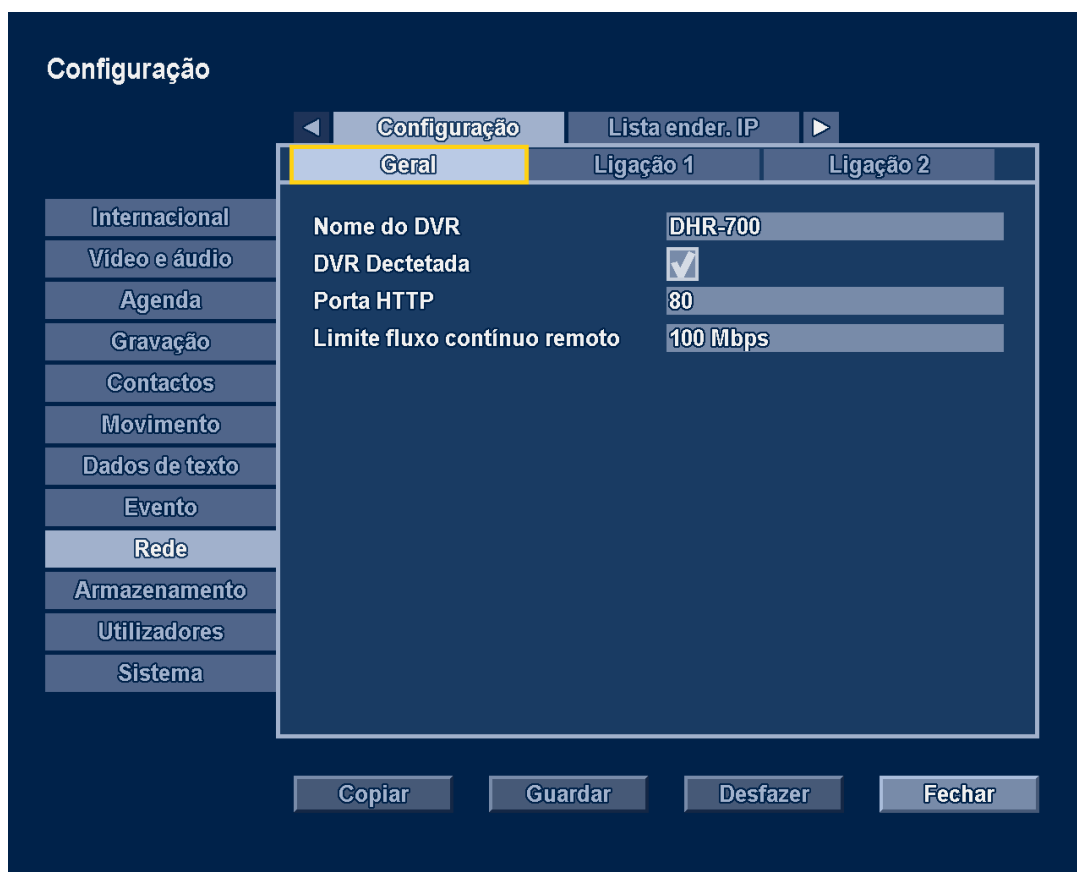 Configuração
Configuração Lista ender. IP
Geral Ligação 1 Ligação 2
Internacional
Vídeo e áudio
Agenda
Gravação
Contactos
Movimento
Dados de texto
Evento
Rede
Armazenamento
Utilizadores
Sistema
Nome do DVR DHR-700
DVR Dectetada
Porta HTTP 80
Limite fluxo contínuo remoto 100 Mbps
Copiar Guardar Desfazer Fechar